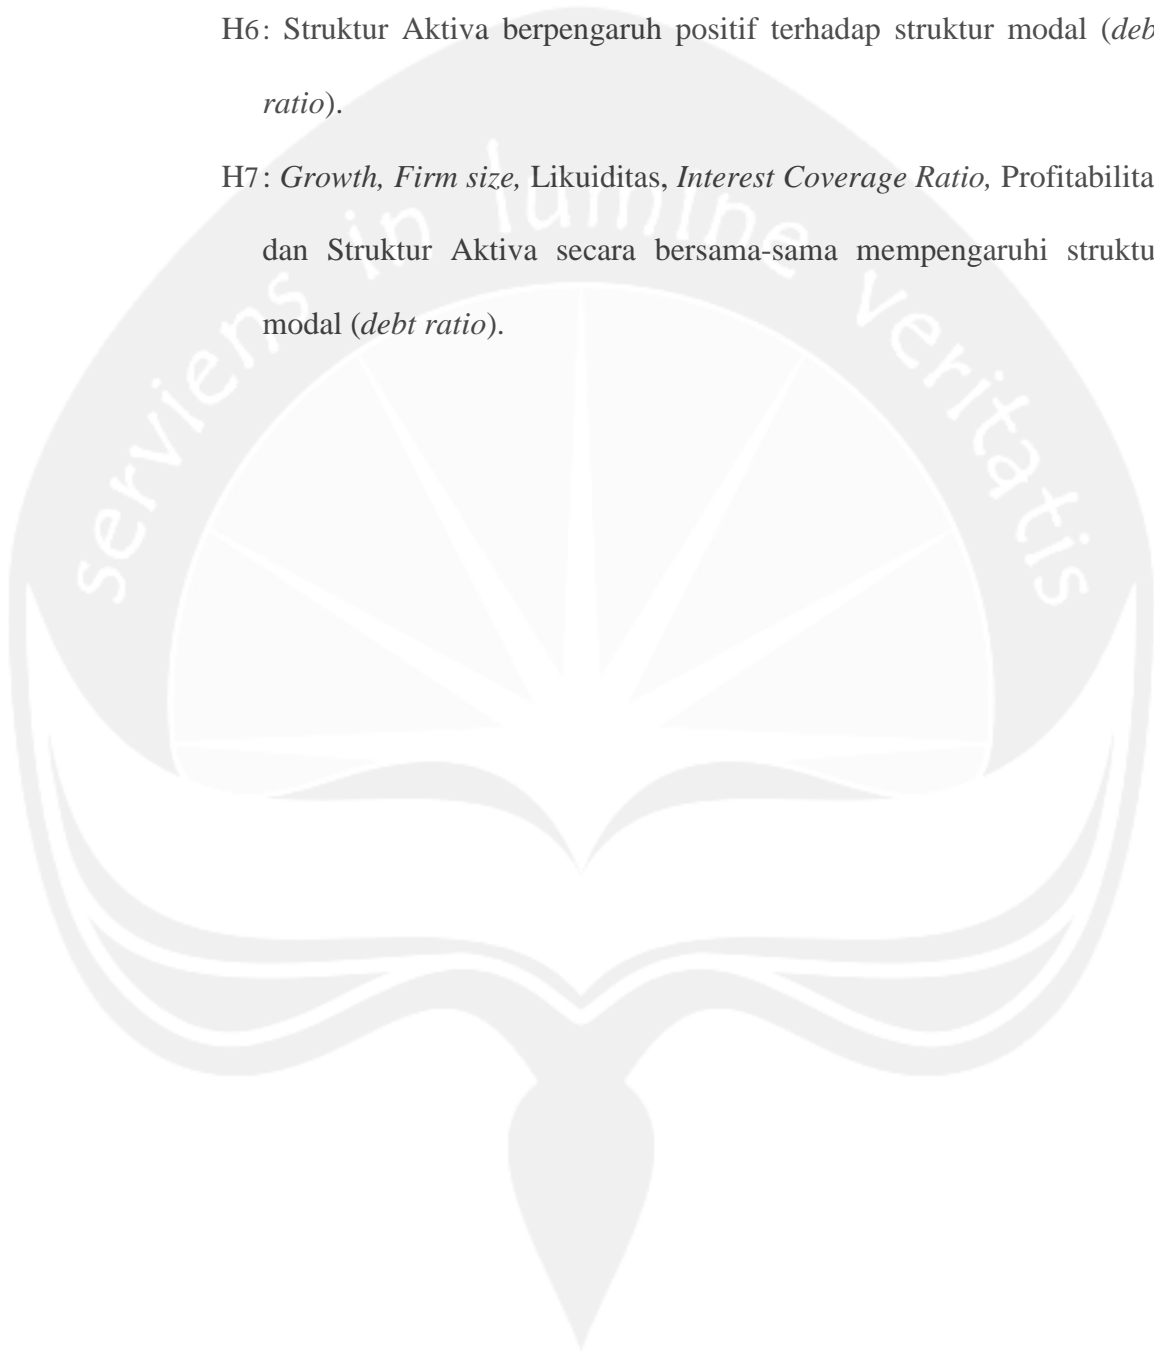 H6: Struktur Aktiva berpengaruh positif terhadap struktur modal (deb
ratio).
H7: Growth, Firm size, Likuiditas, Interest Coverage Ratio, Profitabilita
dan Struktur Aktiva secara bersama-sama mempengaruhi struktu
modal (debt ratio).
serviens in lumine veritatis